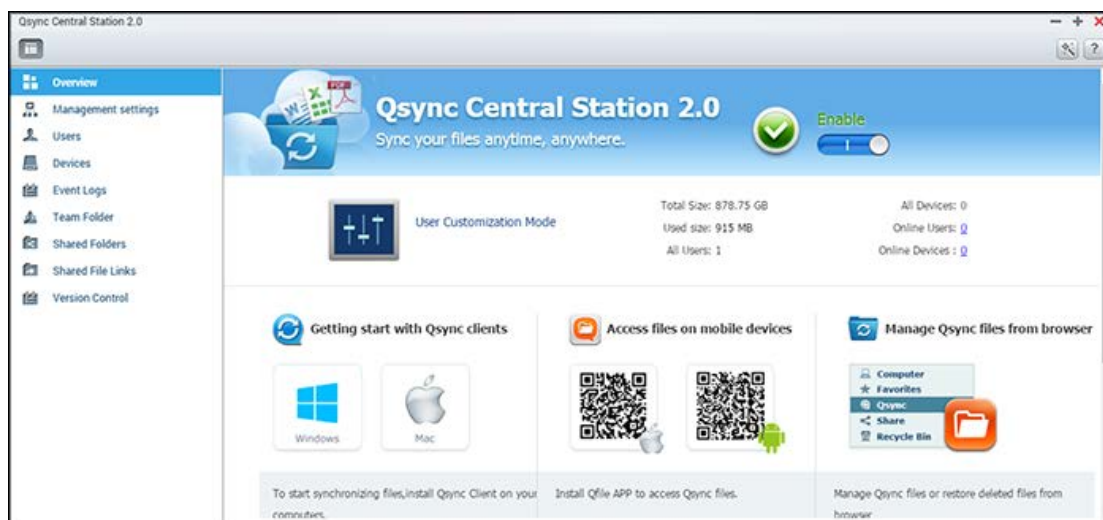 Qsync Central Station 2.0
Overview
Management settings
Users
Devices
Event Logs
Team Folder
Shared Folders
Shared File Links
Version Control
PDF
Qsync Central Station 2.0
Sync your files anytime, anywhere.
Enable
User Customization Mode
Total Size: 878.75 GB
Used size: 915 MB
All Users: 1
All Devices: 0
Online Users: 0
Online Devices : 0
Getting start with Qsync clients
Windows
Mac
To start synchronizing files,install Qsync Client on your
computers.
Access files on mobile devices
Install Qfile APP to access Qsync files.
Manage Qsync files from browser
Computer
Favorites
Qsync
Share
Recycle Bin
Manage Qsync files or restore deleted files from
browser